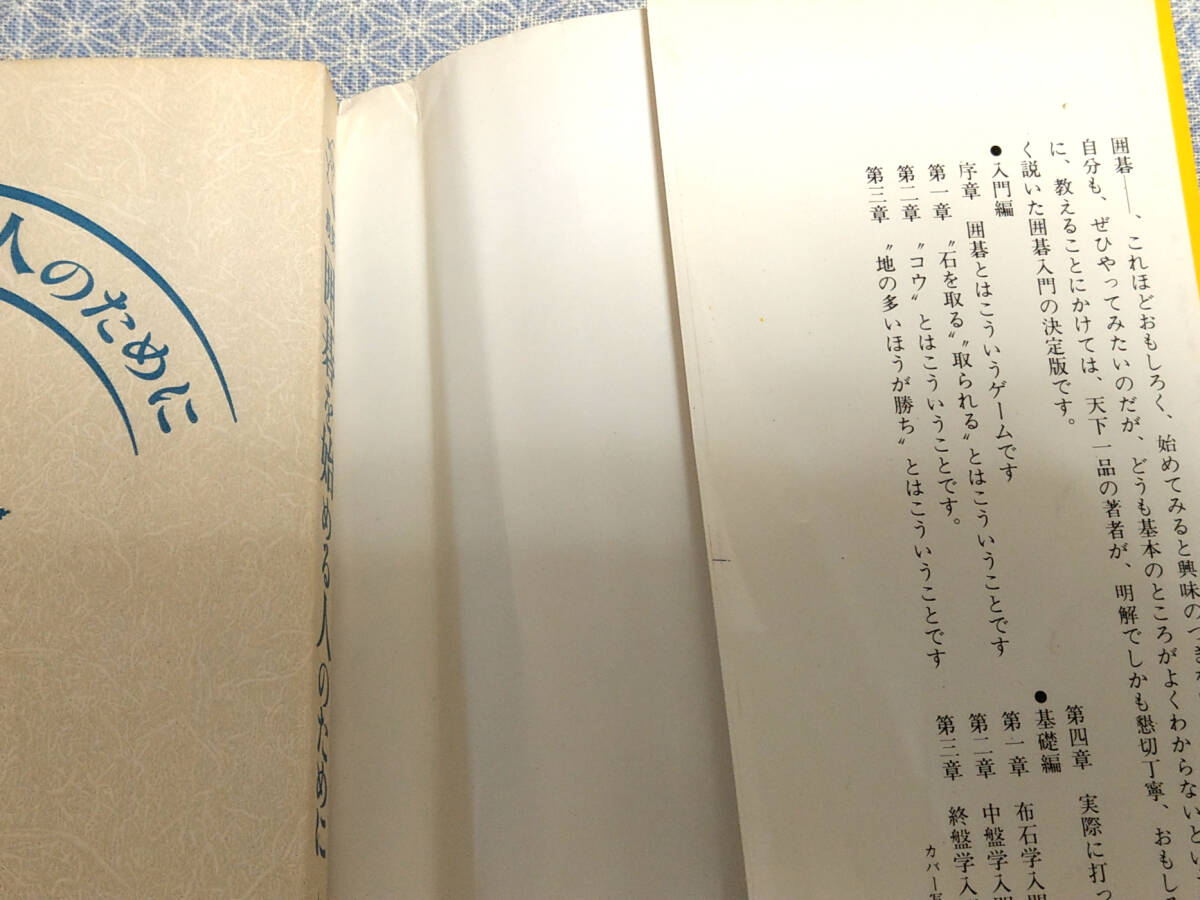 囲碁――、これほどおもしろく、始めてみると興味のつき
自分も、ぜひやってみたいのだが、どうも基本のところがよくわからないとい
に、教えることにかけては、天下一品の著者が、明解でしかも懇切丁寧、おもし
く説いた囲碁入門の決定版です。
●入門編
序章 囲碁とはこういうゲームです
第一章 〝石を取る〟〝取られる〟とはこういうことです
第二章 〝コウ〟とはこういうことです。
第三章 〝地の多いほうが勝ち〟とはこういうことです
第四章 実際に打っ
●基礎編
第一章 布石学入門
第二章 中盤学入門
第三章 終盤学入
カバー写
碁を始める人のために
人のために